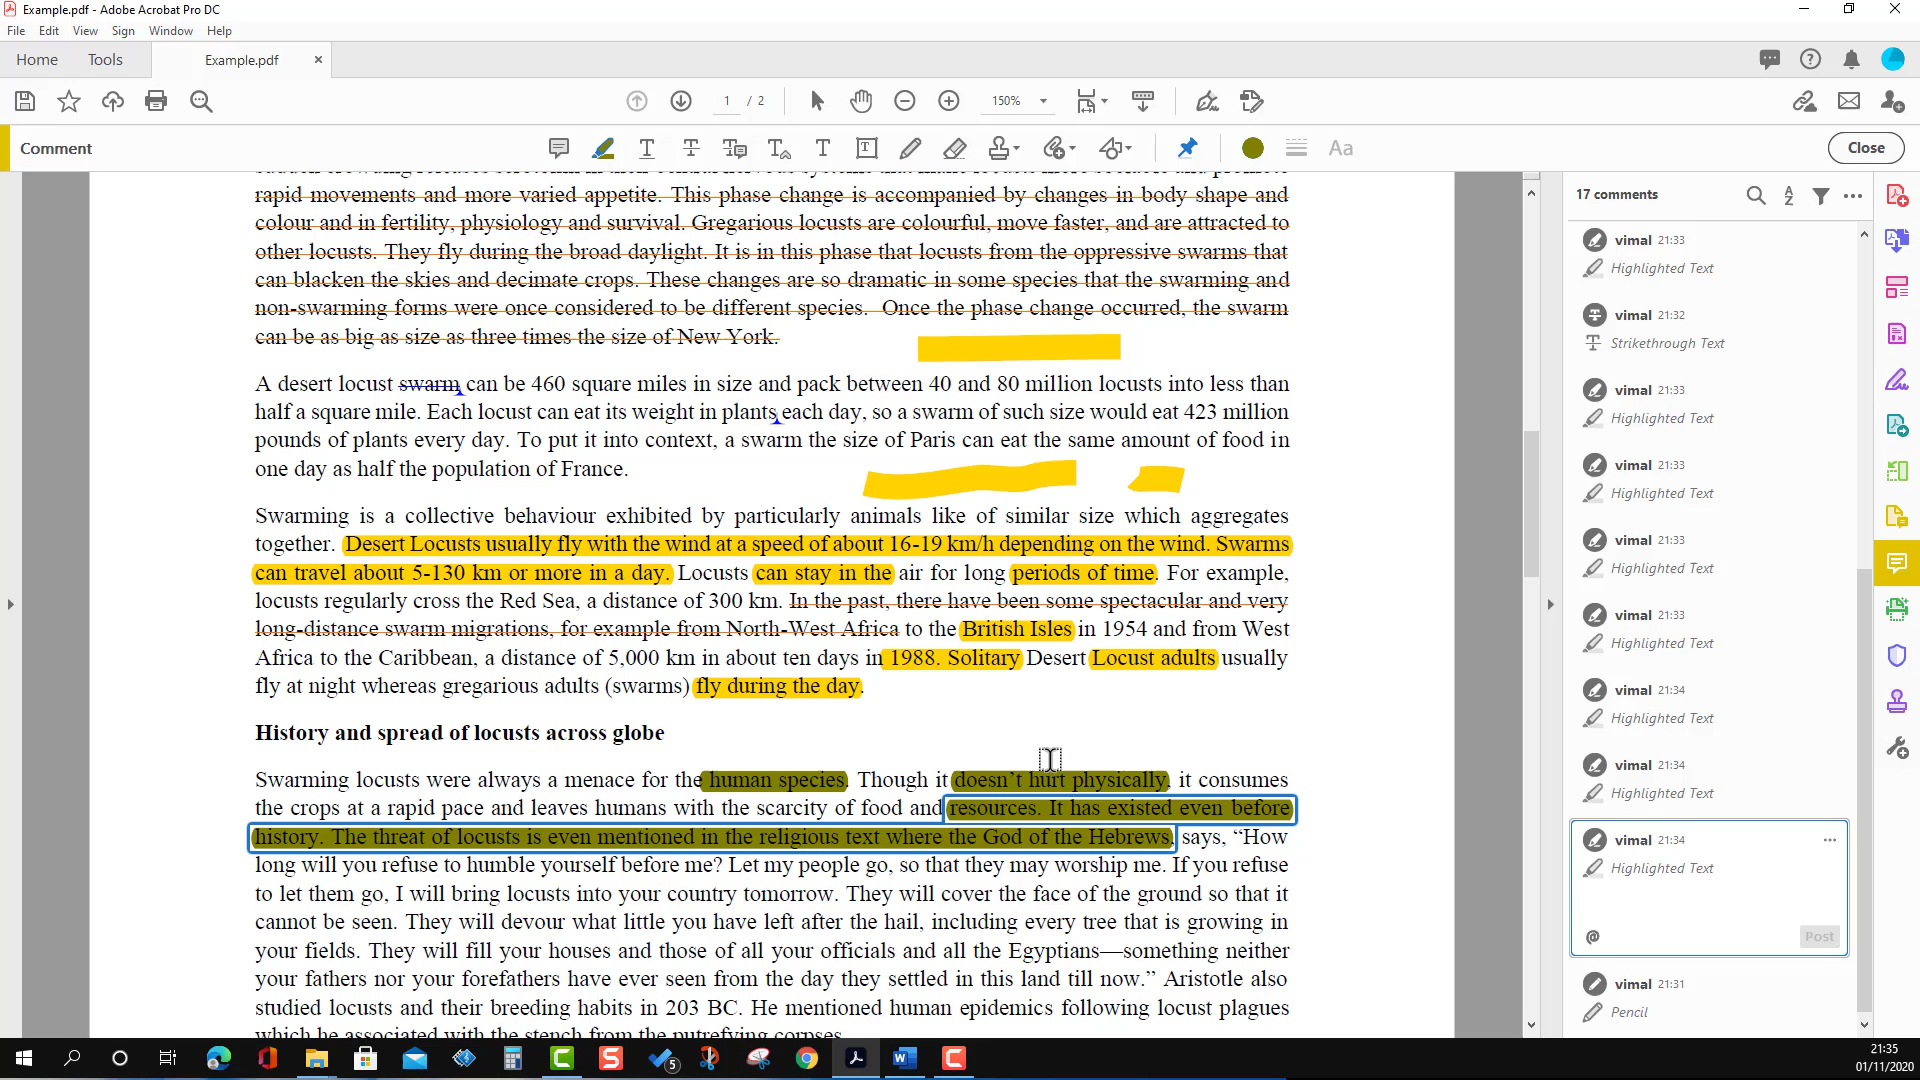 Example.pdf - Adobe Acrobat Pro DC
File Edit View Sign Window Help
Home Tools Example.pdf ×
1 / 2 150%
Comment Aa Close
rapid movements and more varied appetite. This phase change is accompanied by changes in body shape and
colour and in fertility, physiology and survival. Gregarious locusts are colourful, move faster, and are attracted to
other locusts. They fly during the broad daylight. It is in this phase that locusts from the oppressive swarms that
can blacken the skies and decimate crops. These changes are so dramatic in some species that the swarming and
non-swarming forms were once considered to be different species. Once the phase change occurred, the swarm
can be as big as size as three times the size of New York.
A desert locust swarm can be 460 square miles in size and pack between 40 and 80 million locusts into less than
half a square mile. Each locust can eat its weight in plants each day, so a swarm of such size would eat 423 million
pounds of plants every day. To put it into context, a swarm the size of Paris can eat the same amount of food in
one day as half the population of France.
Swarming is a collective behaviour exhibited by particularly animals like of similar size which aggregates
together. Desert Locusts usually fly with the wind at a speed of about 16-19 km/h depending on the wind. Swarms
can travel about 5-130 km or more in a day. Locusts can stay in the air for long periods of time. For example,
locusts regularly cross the Red Sea, a distance of 300 km. In the past, there have been some spectacular and very
long-distance swarm migrations, for example from North-West Africa to the British Isles in 1954 and from West
Africa to the Caribbean, a distance of 5,000 km in about ten days in 1988. Solitary Desert Locust adults usually
fly at night whereas gregarious adults (swarms) fly during the day.
History and spread of locusts across globe
Swarming locusts were always a menace for the human species. Though it doesn't hurt physically, it consumes
the crops at a rapid pace and leaves humans with the scarcity of food and resources. It has existed even before
history. The threat of locusts is even mentioned in the religious text where the God of the Hebrews, says, “How
long will you refuse to humble yourself before me? Let my people go, so that they may worship me. If you refuse
to let them go, I will bring locusts into your country tomorrow. They will cover the face of the ground so that it
cannot be seen. They will devour what little you have left after the hail, including every tree that is growing in
your fields. They will fill your houses and those of all your officials and all the Egyptians—something neither
your fathers nor your forefathers have ever seen from the day they settled in this land till now.” Aristotle also
studied locusts and their breeding habits in 203 BC. He mentioned human epidemics following locust plagues
which he associated with the stench from the putrefying corpses.
17 comments
vimal 21:33
Highlighted Text
vimal 21:32
Strikethrough Text
vimal 21:33
Highlighted Text
vimal 21:33
Highlighted Text
vimal 21:33
Highlighted Text
vimal 21:33
Highlighted Text
vimal 21:34
Highlighted Text
vimal 21:34
Highlighted Text
vimal 21:34
Highlighted Text
@ Post
vimal 21:31
Pencil
5
21:35
01/11/2020